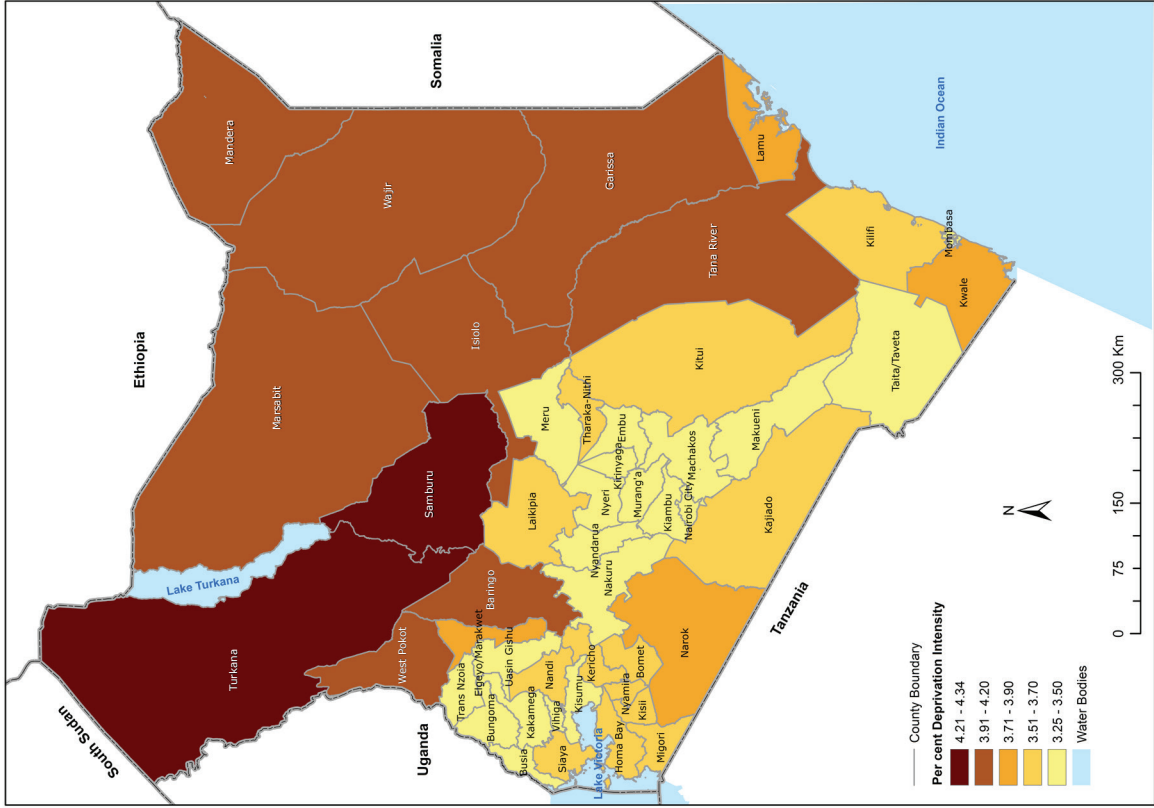 South Sudan
Ethiopia
Somalia
Uganda
Tanzania
Indian Ocean
Lake Turkana
Lake Victoria
Turkana
Marsabit
Mandera
Wajir
Samburu
Isiolo
Garissa
West Pokot
Baringo
Laikipia
Meru
Tharaka-Nithi
Tana River
Lamu
Trans Nzoia
Elgeyo/Marakwet
Uasin Gishu
Bungoma
Kakamega
Nandi
Busia
Vihiga
Siaya
Kisumu
Kericho
Homa Bay
Nyamira
Kisii
Bomet
Migori
Narok
Nakuru
Nyandarua
Nyeri
Kirinyaga
Embu
Murang'a
Kiambu
Nairobi City
Machakos
Kitui
Makueni
Kajiado
Taita/Taveta
Kilifi
Mombasa
Kwale
N
0 75 150 300 Km
County Boundary
Per cent Deprivation Intensity
4.21 - 4.34
3.91 - 4.20
3.71 - 3.90
3.51 - 3.70
3.25 - 3.50
Water Bodies